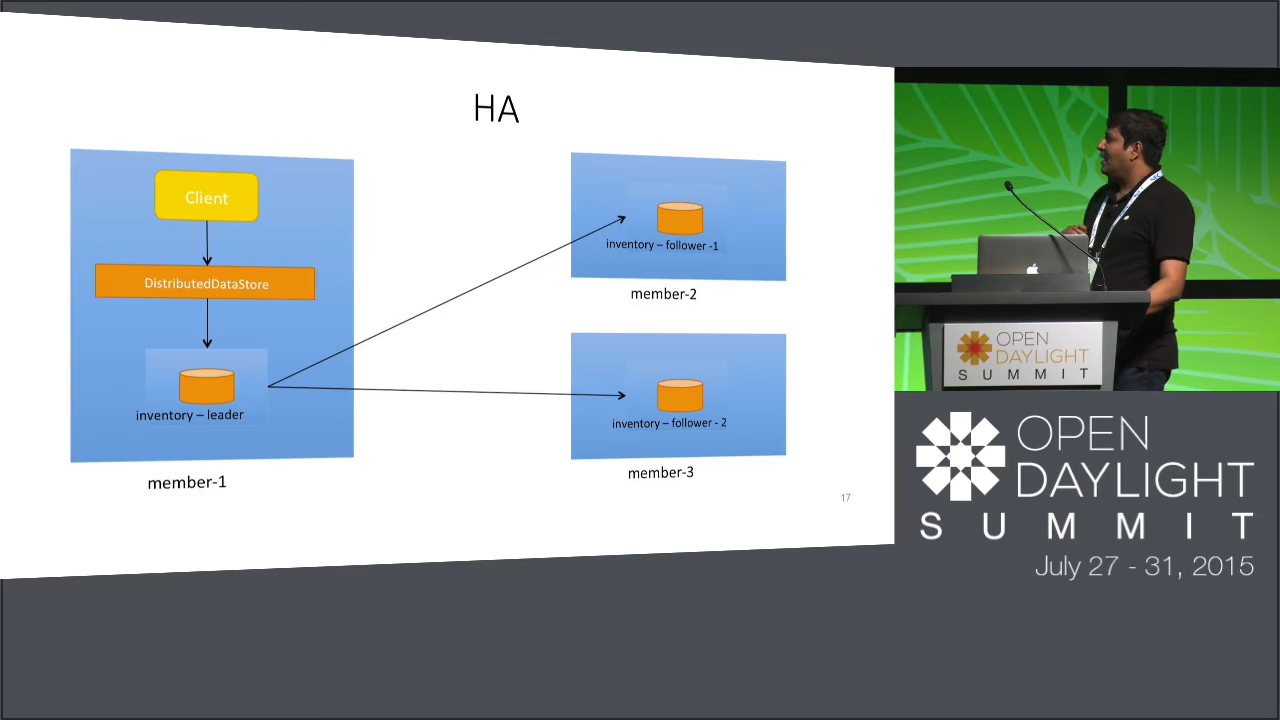 HA
Client
DistributedDataStore
inventory – leader
member-1
inventory – follower -1
member-2
inventory – follower - 2
member-3
17
OPEN
DAYLIGHT
SUMMIT
OPEN
DAYLIGHT
SUMMIT
July 27 - 31, 2015